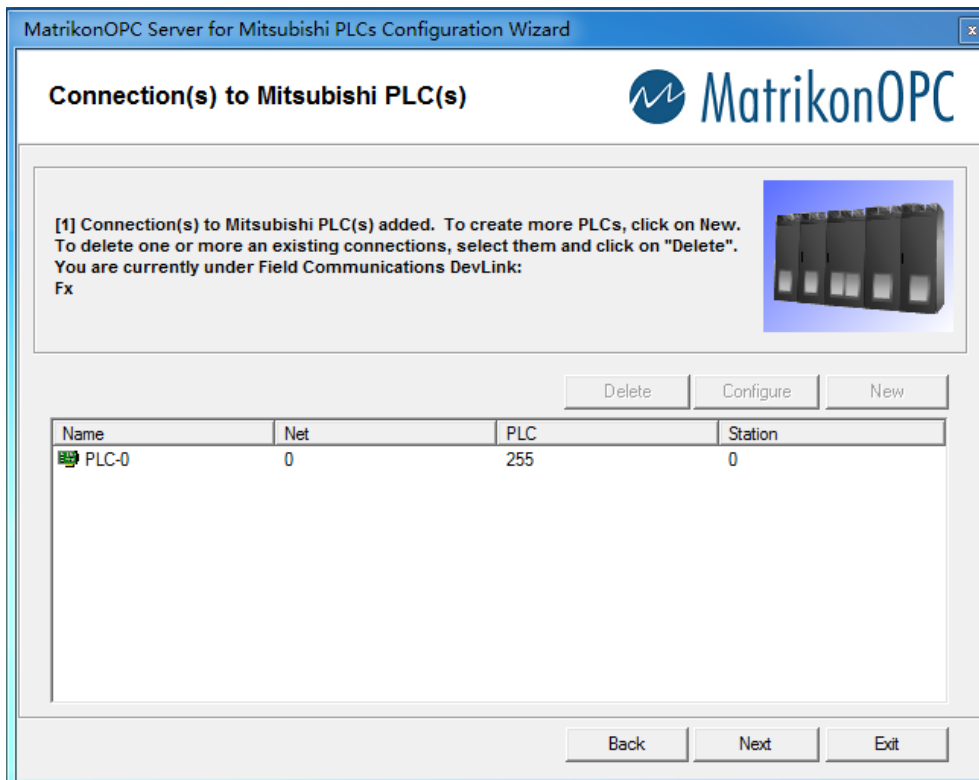 MatrikonOPC Server for Mitsubishi PLCs Configuration Wizard
Connection(s) to Mitsubishi PLC(s)
MatrikonOPC
[1] Connection(s) to Mitsubishi PLC(s) added. To create more PLCs, click on New.
To delete one or more an existing connections, select them and click on "Delete".
You are currently under Field Communications DevLink:
Fx
Delete Configure New
Name Net PLC Station
PLC-0 0 255 0
Back Next Exit